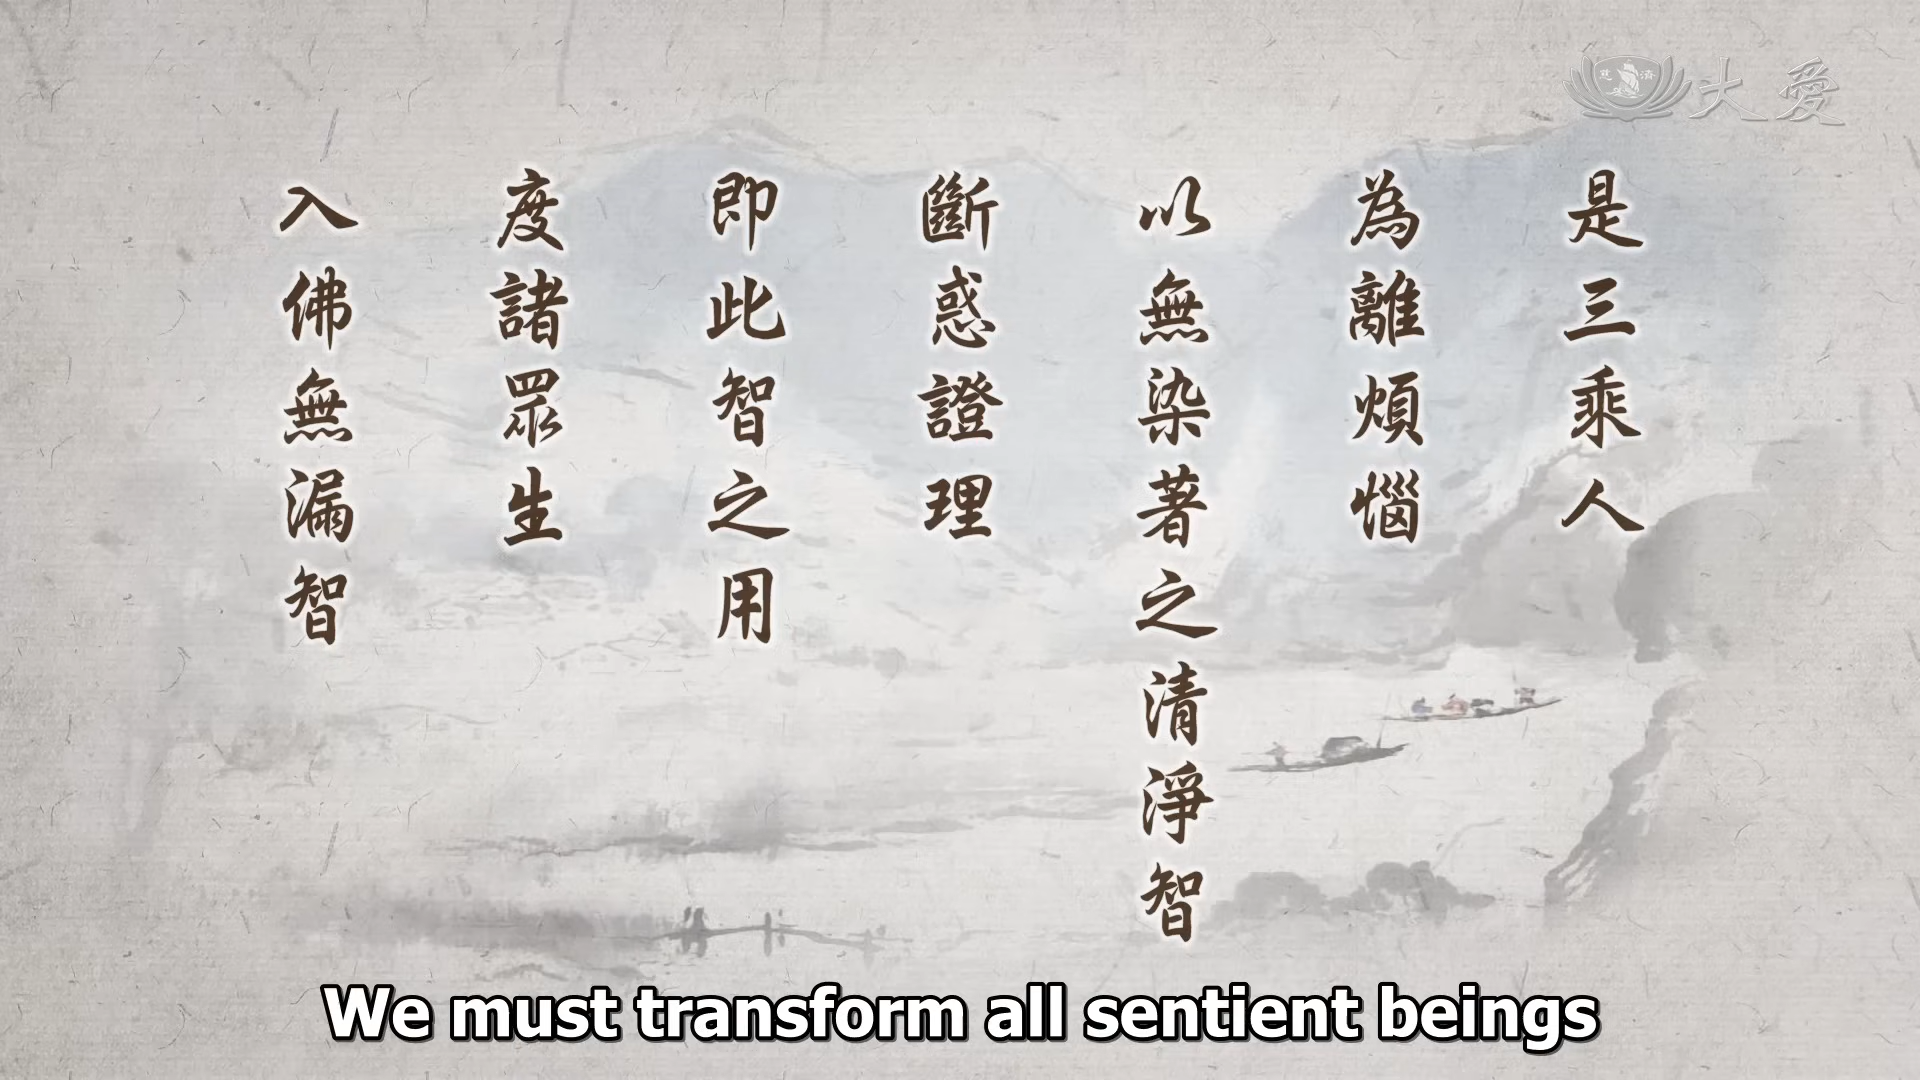 慈濟
大愛
是三乘人
為離煩惱
以無染著之清淨智
斷惑證理
即此智之用
度諸眾生
入佛無漏智
We must transform all sentient beings